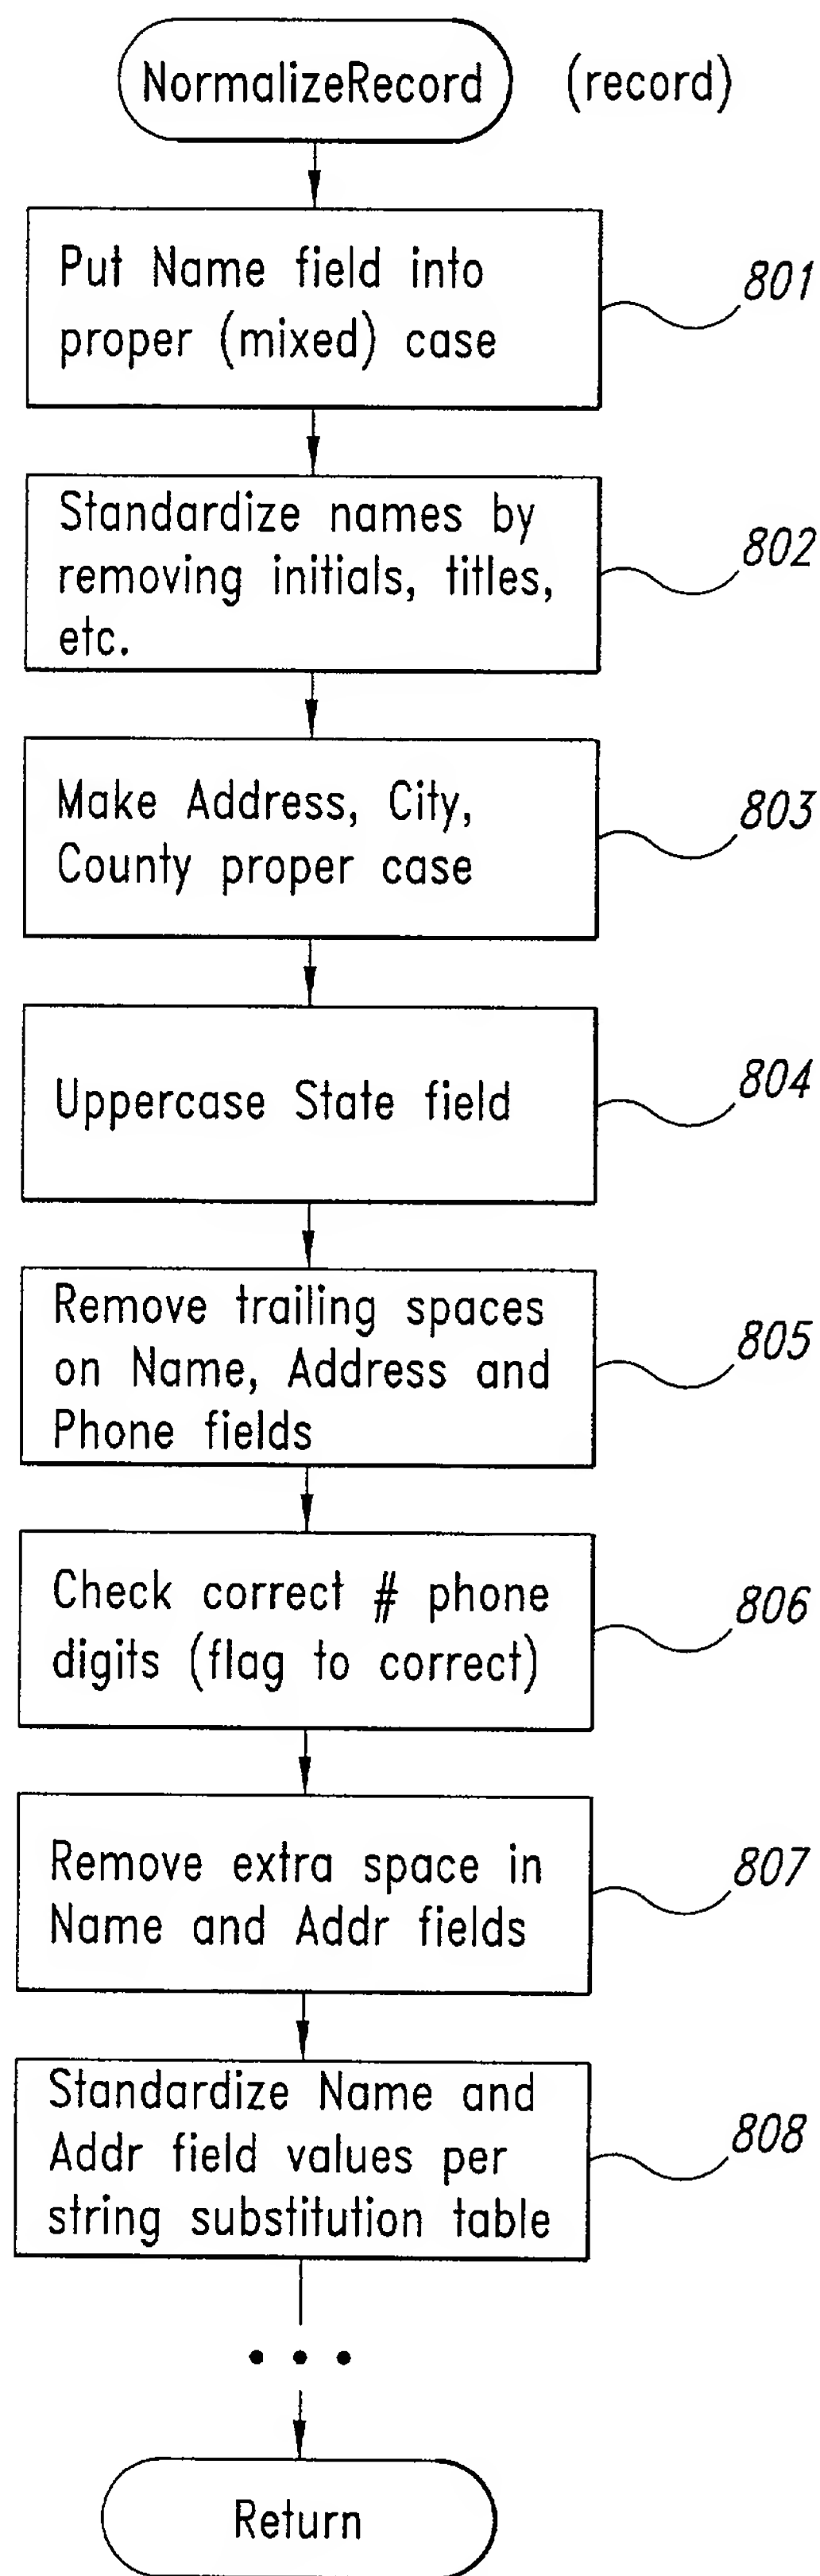 NormalizeRecord (record)
Put Name field into
proper (mixed) case
801
Standardize names by
removing initials, titles,
etc.
802
Make Address, City,
County proper case
803
Uppercase State field
804
Remove trailing spaces
on Name, Address and
Phone fields
805
Check correct # phone
digits (flag to correct)
806
Remove extra space in
Name and Addr fields
807
Standardize Name and
Addr field values per
string substitution table
808
• • •
Return